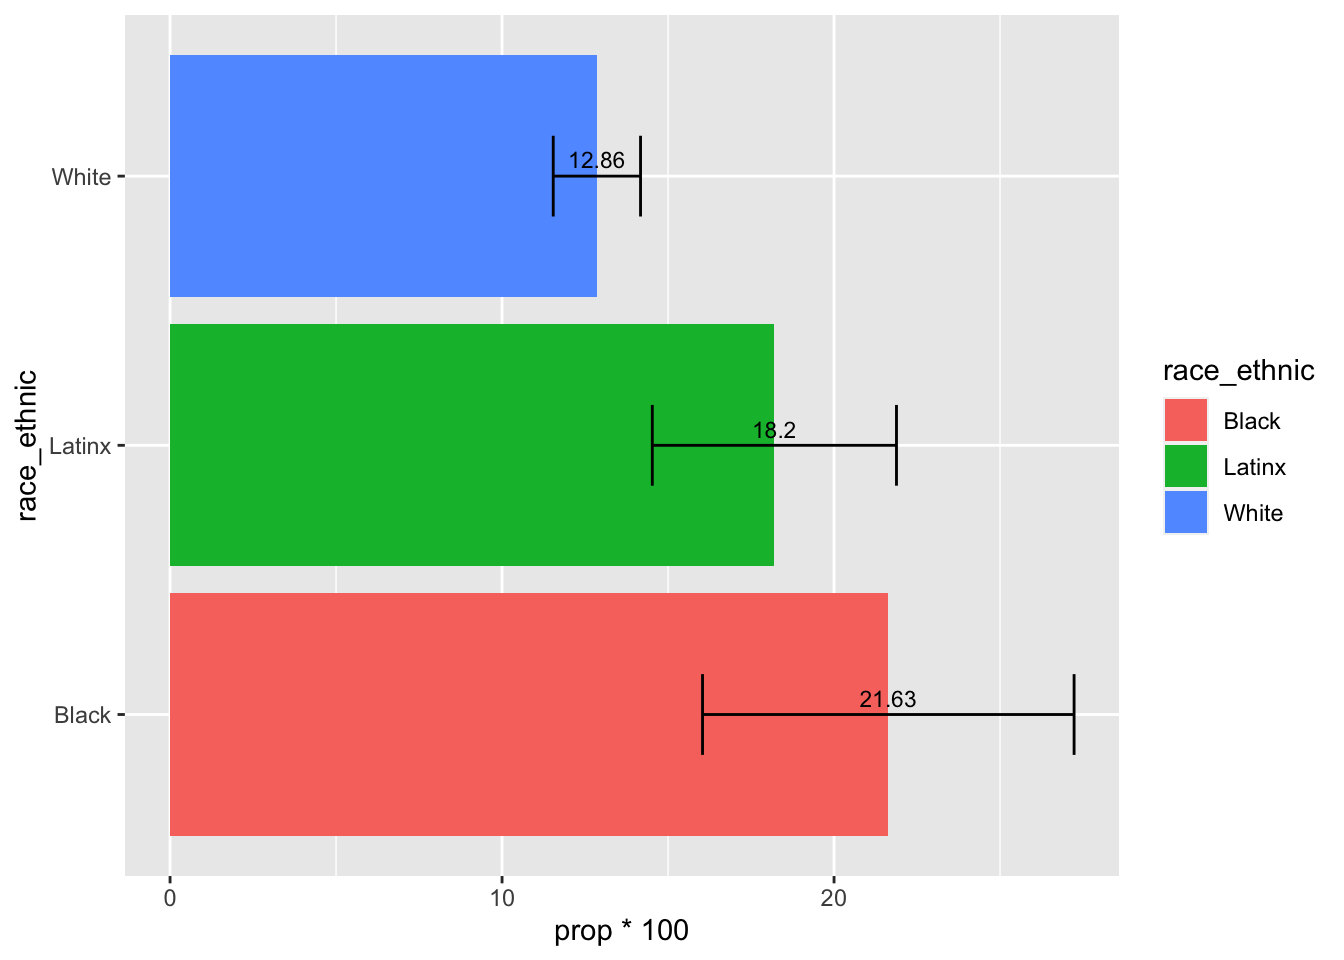 race_ethnic
White
Latinx
Black
12.86
18.2
21.63
0 10 20
prop * 100
race_ethnic
Black
Latinx
White